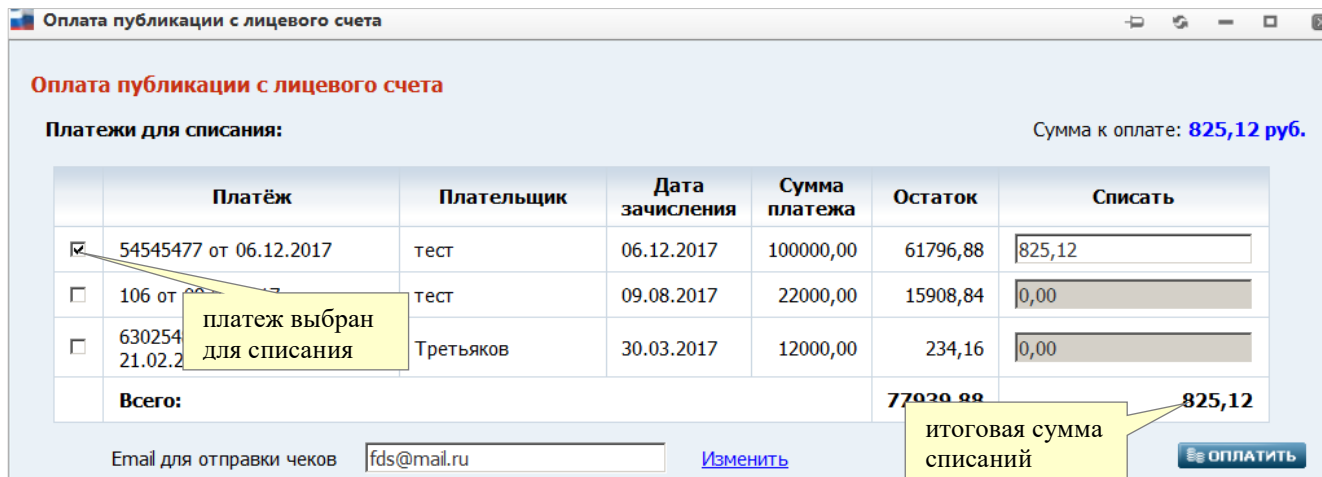 Оплата публикации с лицевого счета
Оплата публикации с лицевого счета
Платежи для списания:
Сумма к оплате: 825,12 руб.
Платёж Плательщик Дата зачисления Сумма платежа Остаток Списать
54545477 от 06.12.2017 тест 06.12.2017 100000,00 61796,88 825,12
106 от тест 09.08.2017 22000,00 15908,84 0,00
платеж выбран
для списания
630254
21.02.2 Третьяков 30.03.2017 12000,00 234,16 0,00
Всего: 77939,88 825,12
итоговая сумма
списаний
Email для отправки чеков fds@mail.ru Изменить ОПЛАТИТЬ